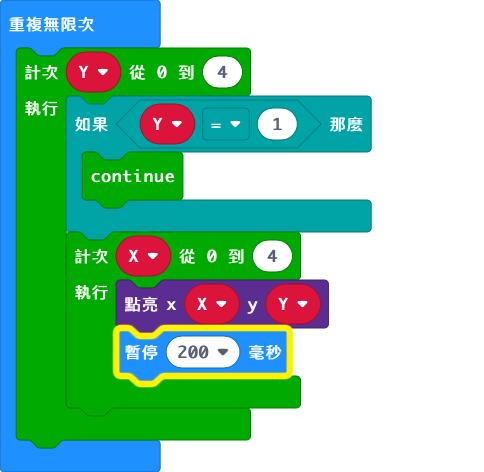 重複無限次
計次 Y 從 0 到 4
執行
如果 Y = 1 那麼
continue
計次 X 從 0 到 4
執行
點亮 x X y Y
暫停 200 毫秒